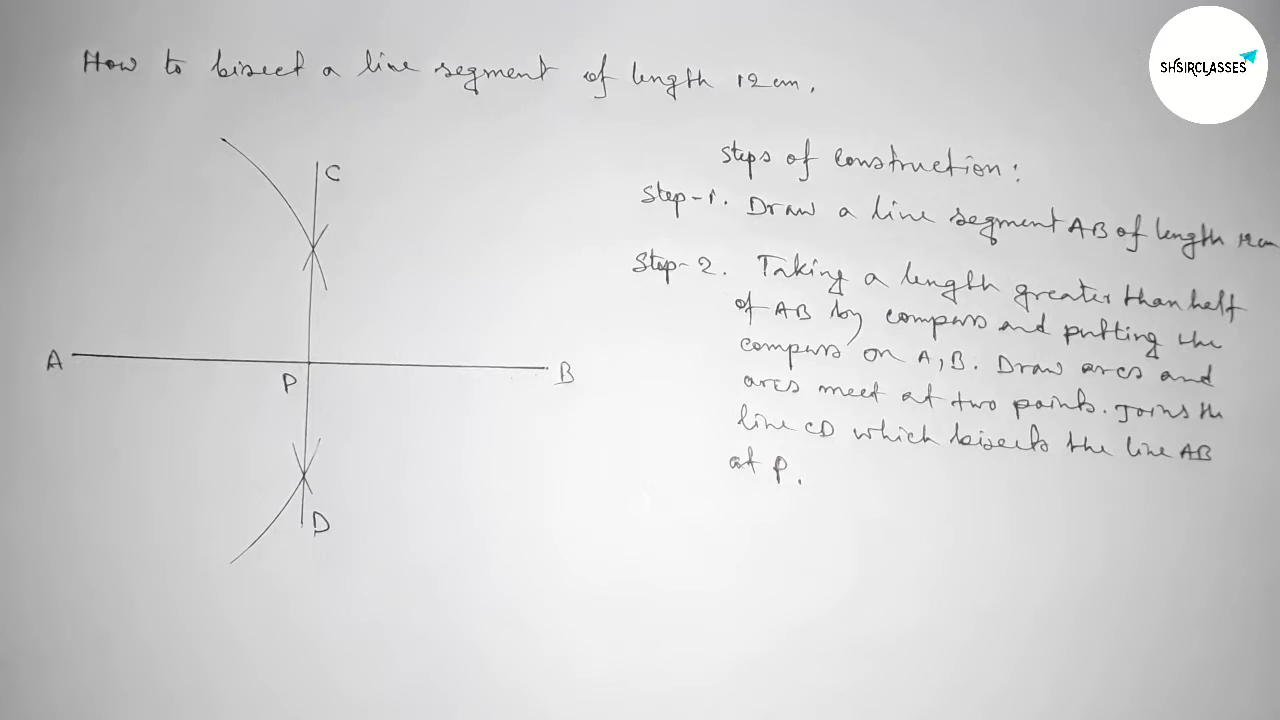 How to bisect a line segment of length 12 cm.
SHSIRCLASSES
C
A
P
B
D
Steps of construction:
Step-1. Draw a line segment AB of length 12cm
Step-2. Taking a length greater than half
of AB by compass and putting the
compass on A, B. Draw arcs and
arcs meet at two points. Joins the
line CD which bisects the line AB
at P.